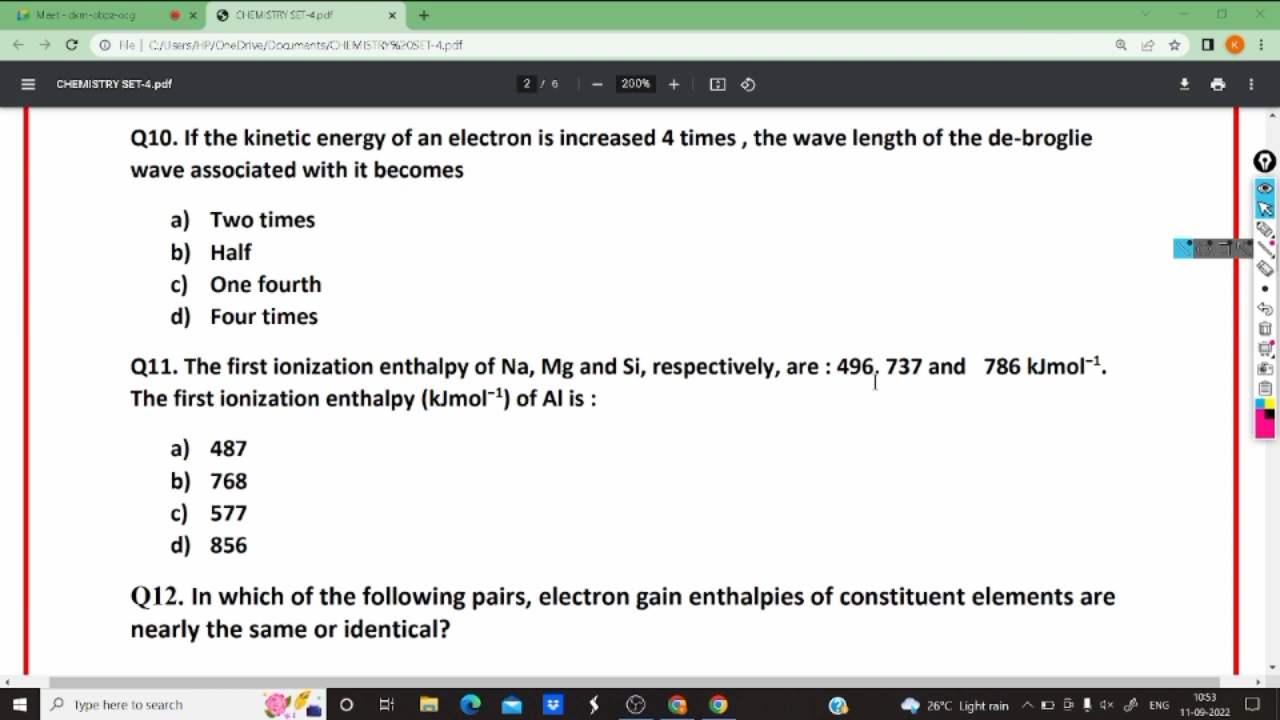 Meet - dxm-obpz-ocg
CHEMISTRY SET-4.pdf
File | C:/Users/HP/OneDrive/Documents/CHEMISTRY%20SET-4.pdf
K
CHEMISTRY SET-4.pdf
2 / 6
200%
Q10. If the kinetic energy of an electron is increased 4 times , the wave length of the de-broglie
wave associated with it becomes
a) Two times
b) Half
c) One fourth
d) Four times
Q11. The first ionization enthalpy of Na, Mg and Si, respectively, are : 496. 737 and 786 kJmol⁻¹.
The first ionization enthalpy (kJmol⁻¹) of Al is :
a) 487
b) 768
c) 577
d) 856
Q12. In which of the following pairs, electron gain enthalpies of constituent elements are
nearly the same or identical?
Type here to search
26°C Light rain
ENG
10:53
11-09-2022